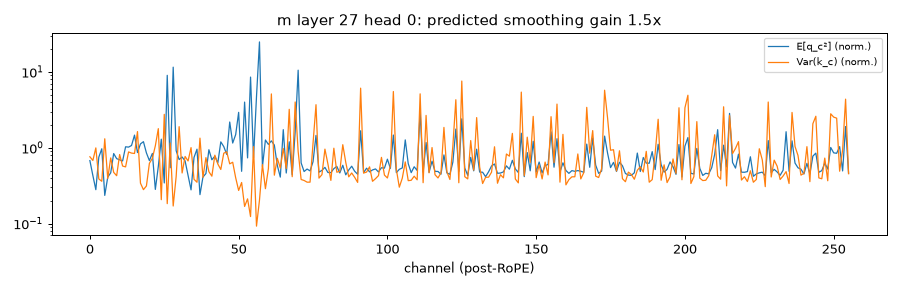 m layer 27 head 0: predicted smoothing gain 1.5x
E[q_c²] (norm.)
Var(k_c) (norm.)
10¹
10⁰
10⁻¹
0 50 100 150 200 250
channel (post-RoPE)